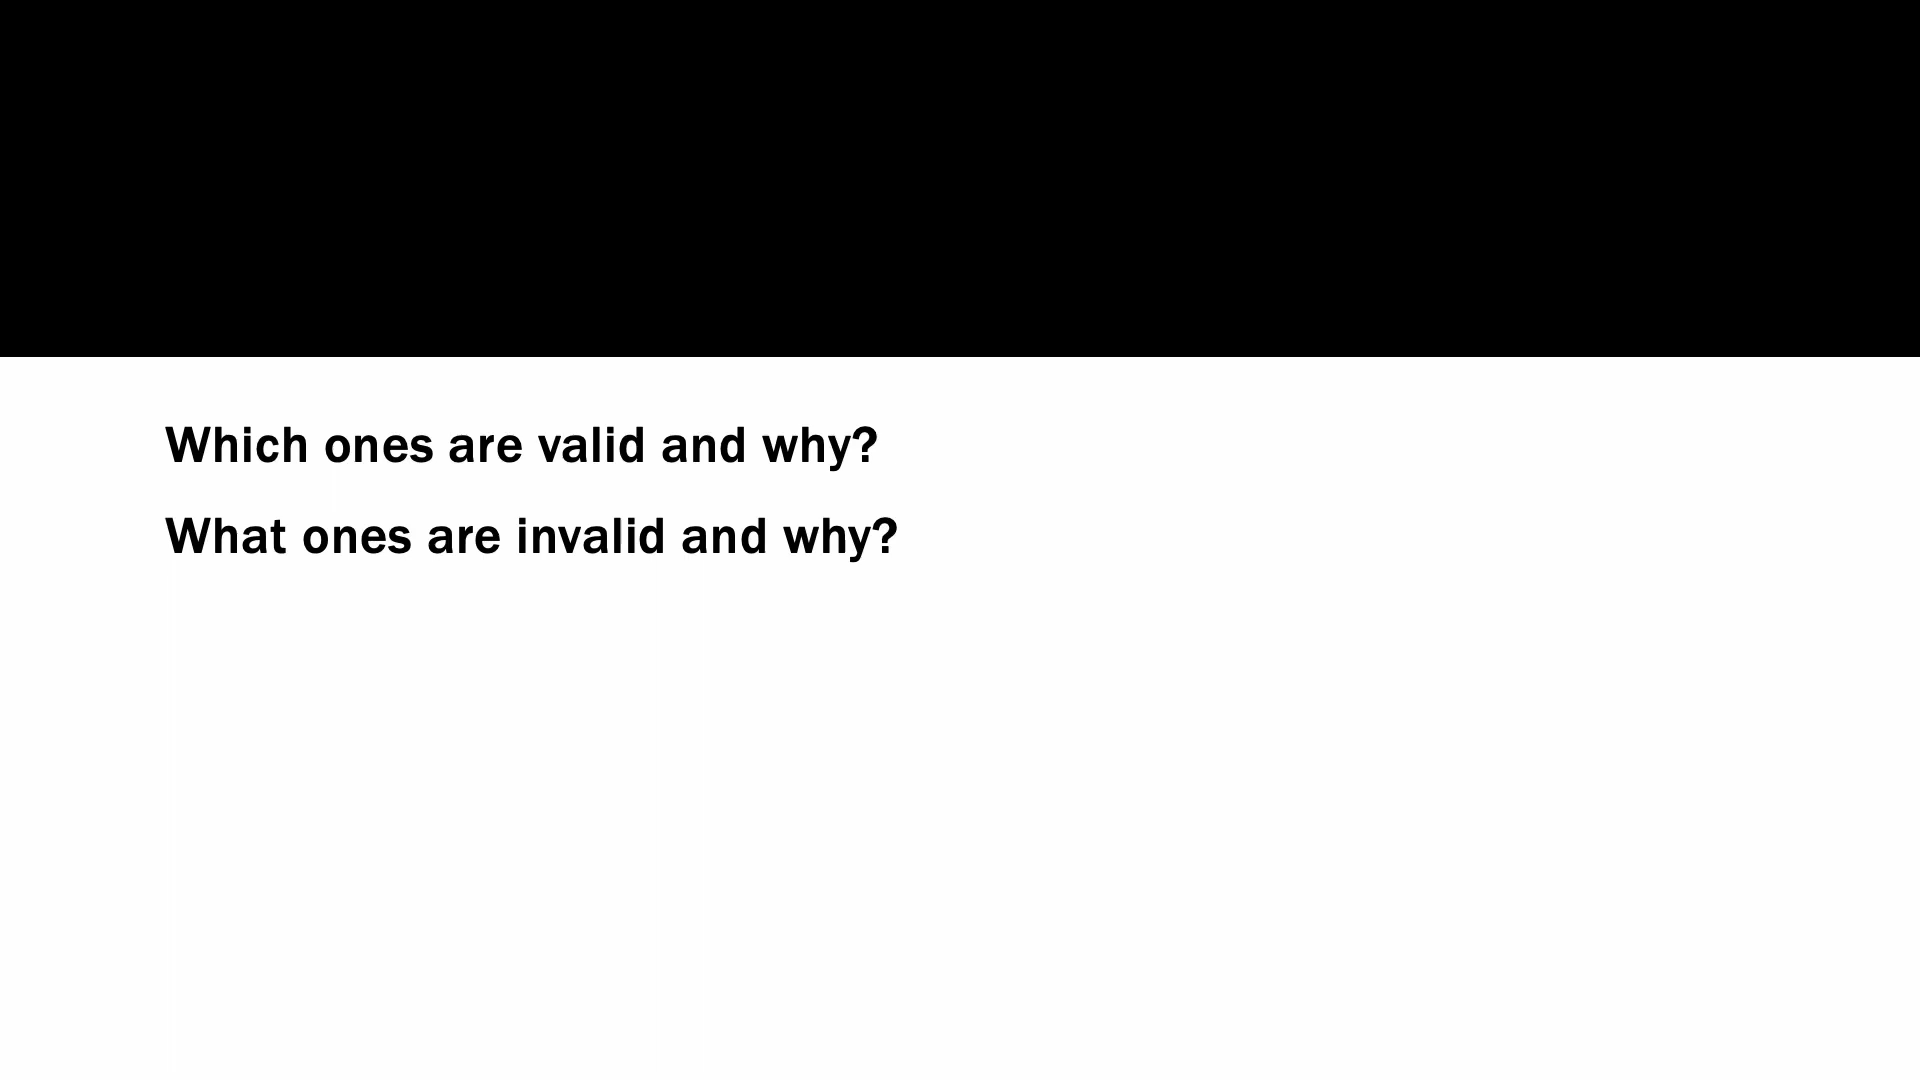 Which ones are valid and why?
What ones are invalid and why?